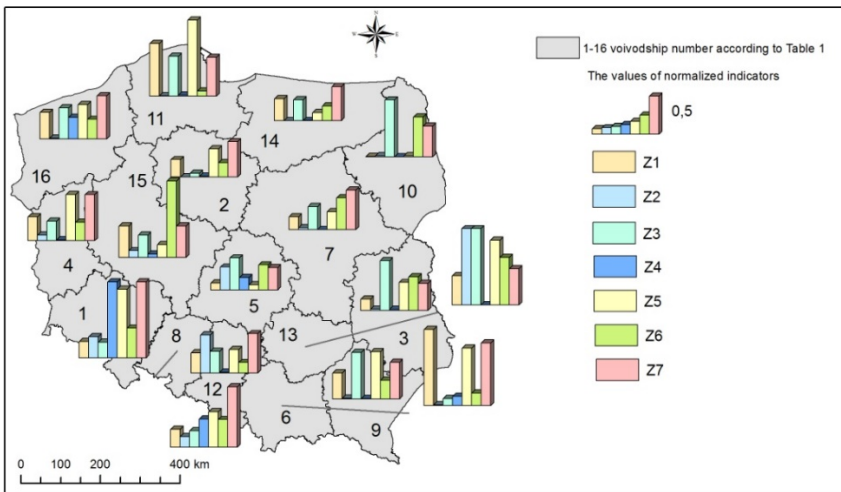 N
W E
S
1-16 voivodship number according to Table 1
The values of normalized indicators
0,5
Z1
Z2
Z3
Z4
Z5
Z6
Z7
11
14
16
15
10
2
7
4
5
1
8
13
3
12
6
9
0 100 200 400 km